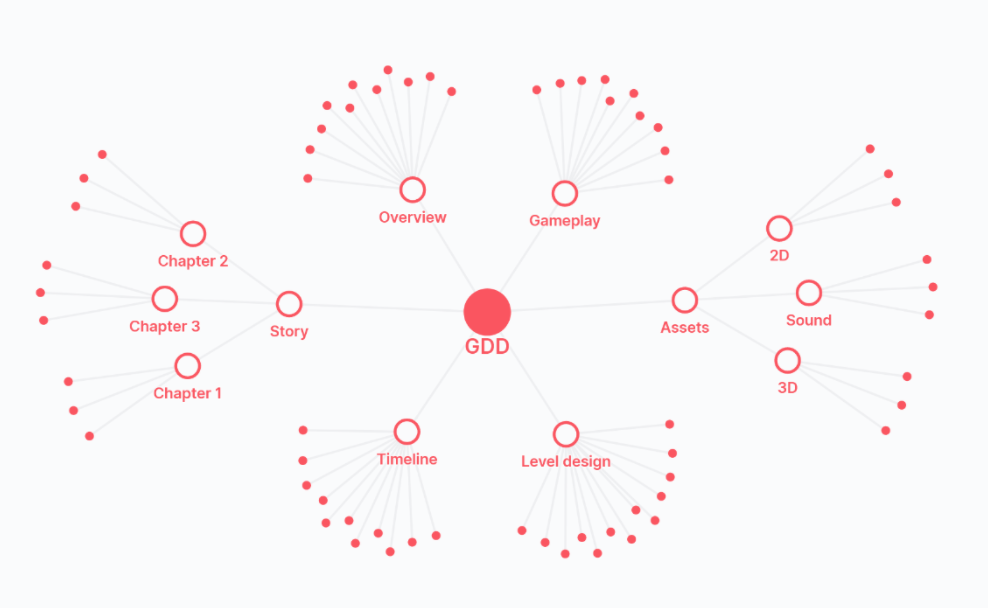 Overview
Gameplay
Chapter 2
2D
Chapter 3
Story
Assets
Sound
GDD
Chapter 1
3D
Timeline
Level design